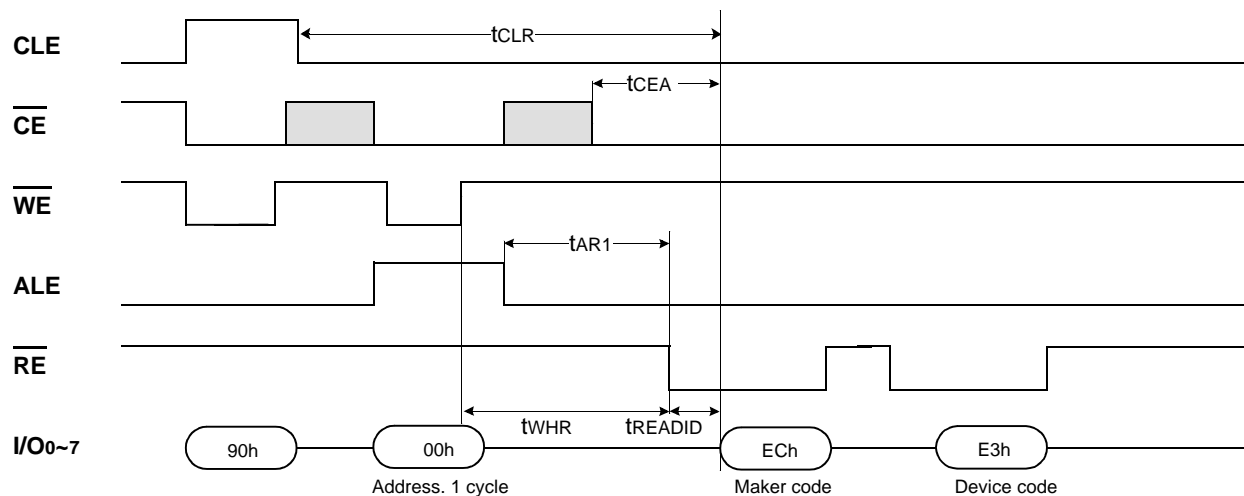 CLE
tCLR
tCEA
CE
WE
tAR1
ALE
RE
tWHR
tREADID
I/O0~7
90h
00h
ECh
E3h
Address. 1 cycle
Maker code
Device code